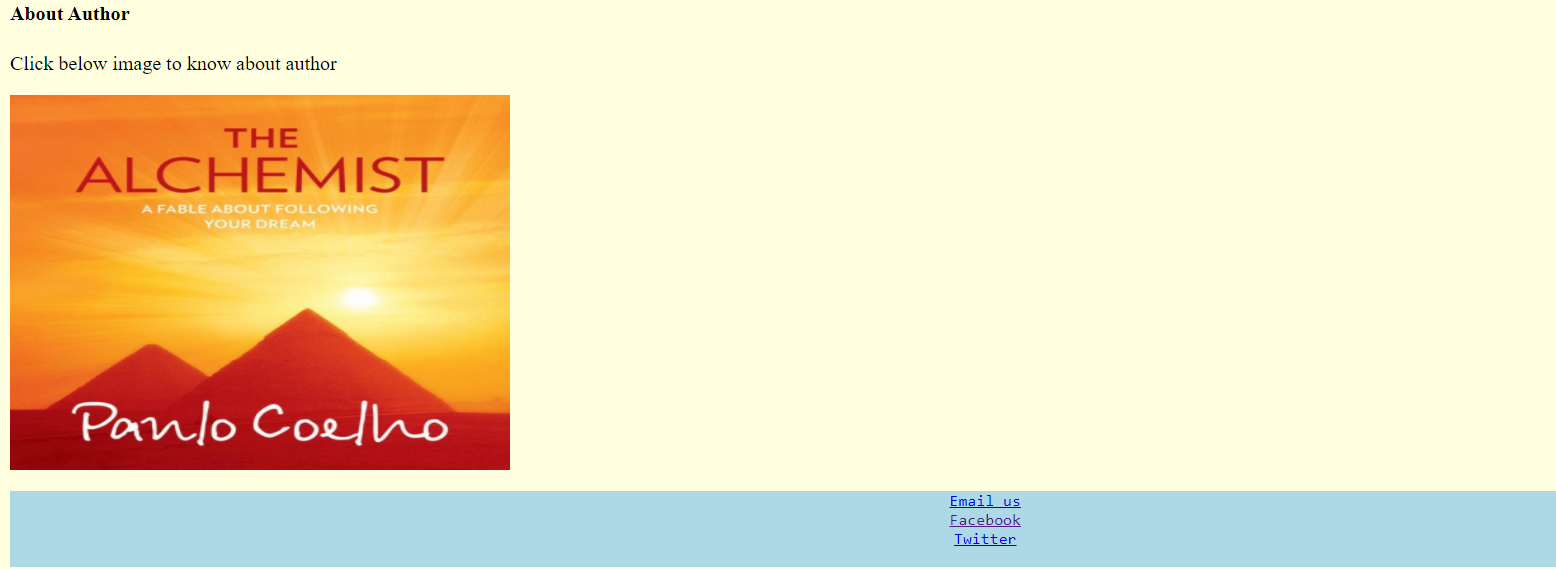 About Author
Click below image to know about author
THE
ALCHEMIST
A FABLE ABOUT FOLLOWING
YOUR DREAM
Paulo Coelho
Email us
Facebook
Twitter